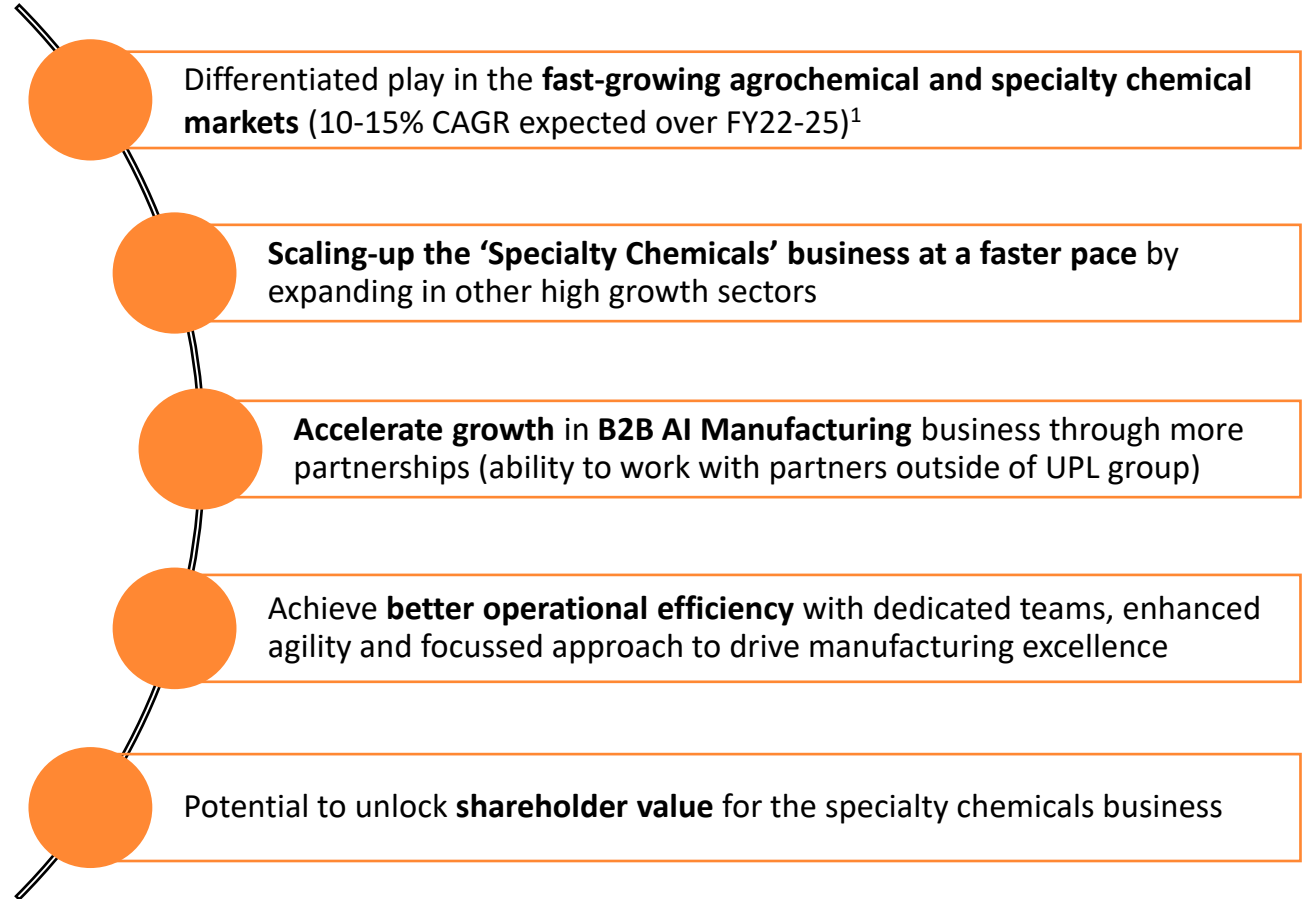 Differentiated play in the fast-growing agrochemical and specialty chemical
markets (10-15% CAGR expected over FY22-25)1
Scaling-up the ‘Specialty Chemicals’ business at a faster pace by
expanding in other high growth sectors
Accelerate growth in B2B AI Manufacturing business through more
partnerships (ability to work with partners outside of UPL group)
Achieve better operational efficiency with dedicated teams, enhanced
agility and focussed approach to drive manufacturing excellence
Potential to unlock shareholder value for the specialty chemicals business